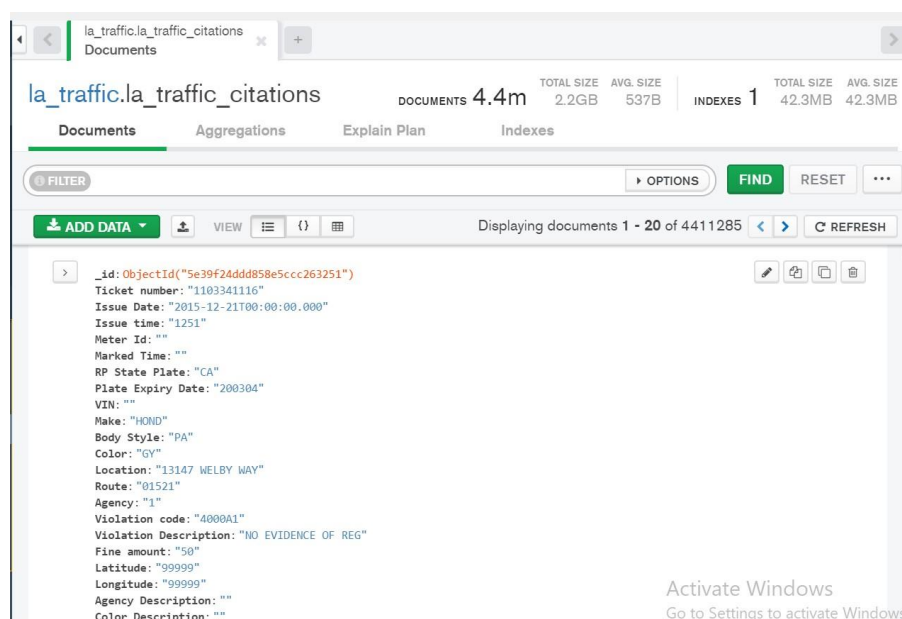 la_traffic.la_traffic_citations
Documents
la_traffic.la_traffic_citations
DOCUMENTS 4.4m TOTAL SIZE 2.2GB AVG. SIZE 537B INDEXES 1 TOTAL SIZE 42.3MB AVG. SIZE 42.3MB
Documents Aggregations Explain Plan Indexes
FILTER OPTIONS FIND RESET ...
ADD DATA VIEW {} Displaying documents 1 - 20 of 4411285 < > REFRESH
_id: ObjectId("5e39f24ddd858e5ccc263251")
Ticket number: "1103341116"
Issue Date: "2015-12-21T00:00:00.000"
Issue time: "1251"
Meter Id: ""
Marked Time: ""
RP State Plate: "CA"
Plate Expiry Date: "200304"
VIN: ""
Make: "HOND"
Body Style: "PA"
Color: "GY"
Location: "13147 WELBY WAY"
Route: "01521"
Agency: "1"
Violation code: "4000A1"
Violation Description: "NO EVIDENCE OF REG"
Fine amount: "50"
Latitude: "99999"
Longitude: "99999"
Agency Description: ""
Color Description: ""
Activate Windows
Go to Settings to activate Windows